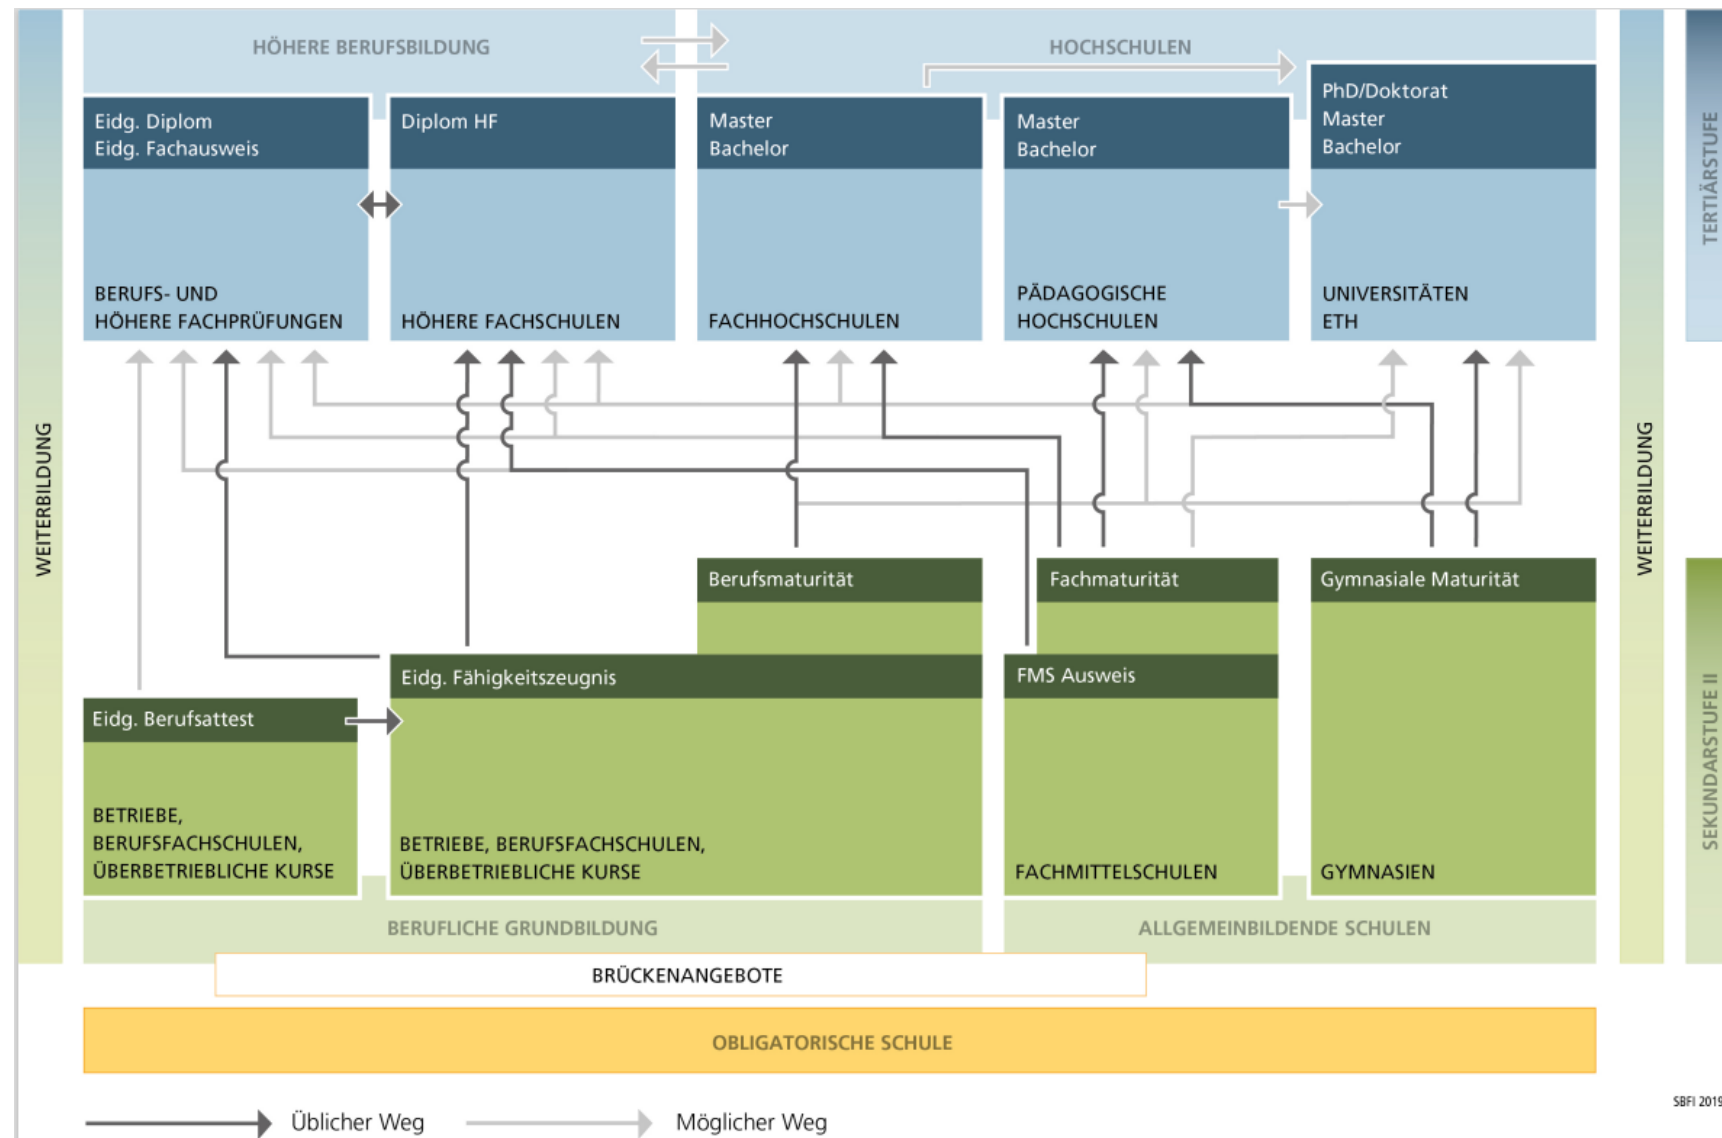 HÖHERE BERUFSBILDUNG
HOCHSCHULEN
Eidg. Diplom
Eidg. Fachausweis
BERUFS- UND
HÖHERE FACHPRÜFUNGEN
Diplom HF
HÖHERE FACHSCHULEN
Master
Bachelor
FACHHOCHSCHULEN
Master
Bachelor
PÄDAGOGISCHE
HOCHSCHULEN
PhD/Doktorat
Master
Bachelor
UNIVERSITÄTEN
ETH
TERTIÄRSTUFE
WEITERBILDUNG
WEITERBILDUNG
Berufsmaturität
Fachmaturität
Gymnasiale Maturität
Eidg. Fähigkeitszeugnis
FMS Ausweis
Eidg. Berufsattest
BETRIEBE,
BERUFSFACHSCHULEN,
ÜBERBETRIEBLICHE KURSE
BETRIEBE, BERUFSFACHSCHULEN,
ÜBERBETRIEBLICHE KURSE
FACHMITTELSCHULEN
GYMNASIEN
SEKUNDARSTUFE II
BERUFLICHE GRUNDBILDUNG
ALLGEMEINBILDENDE SCHULEN
BRÜCKENANGEBOTE
OBLIGATORISCHE SCHULE
Üblicher Weg
Möglicher Weg
SBFI 2019